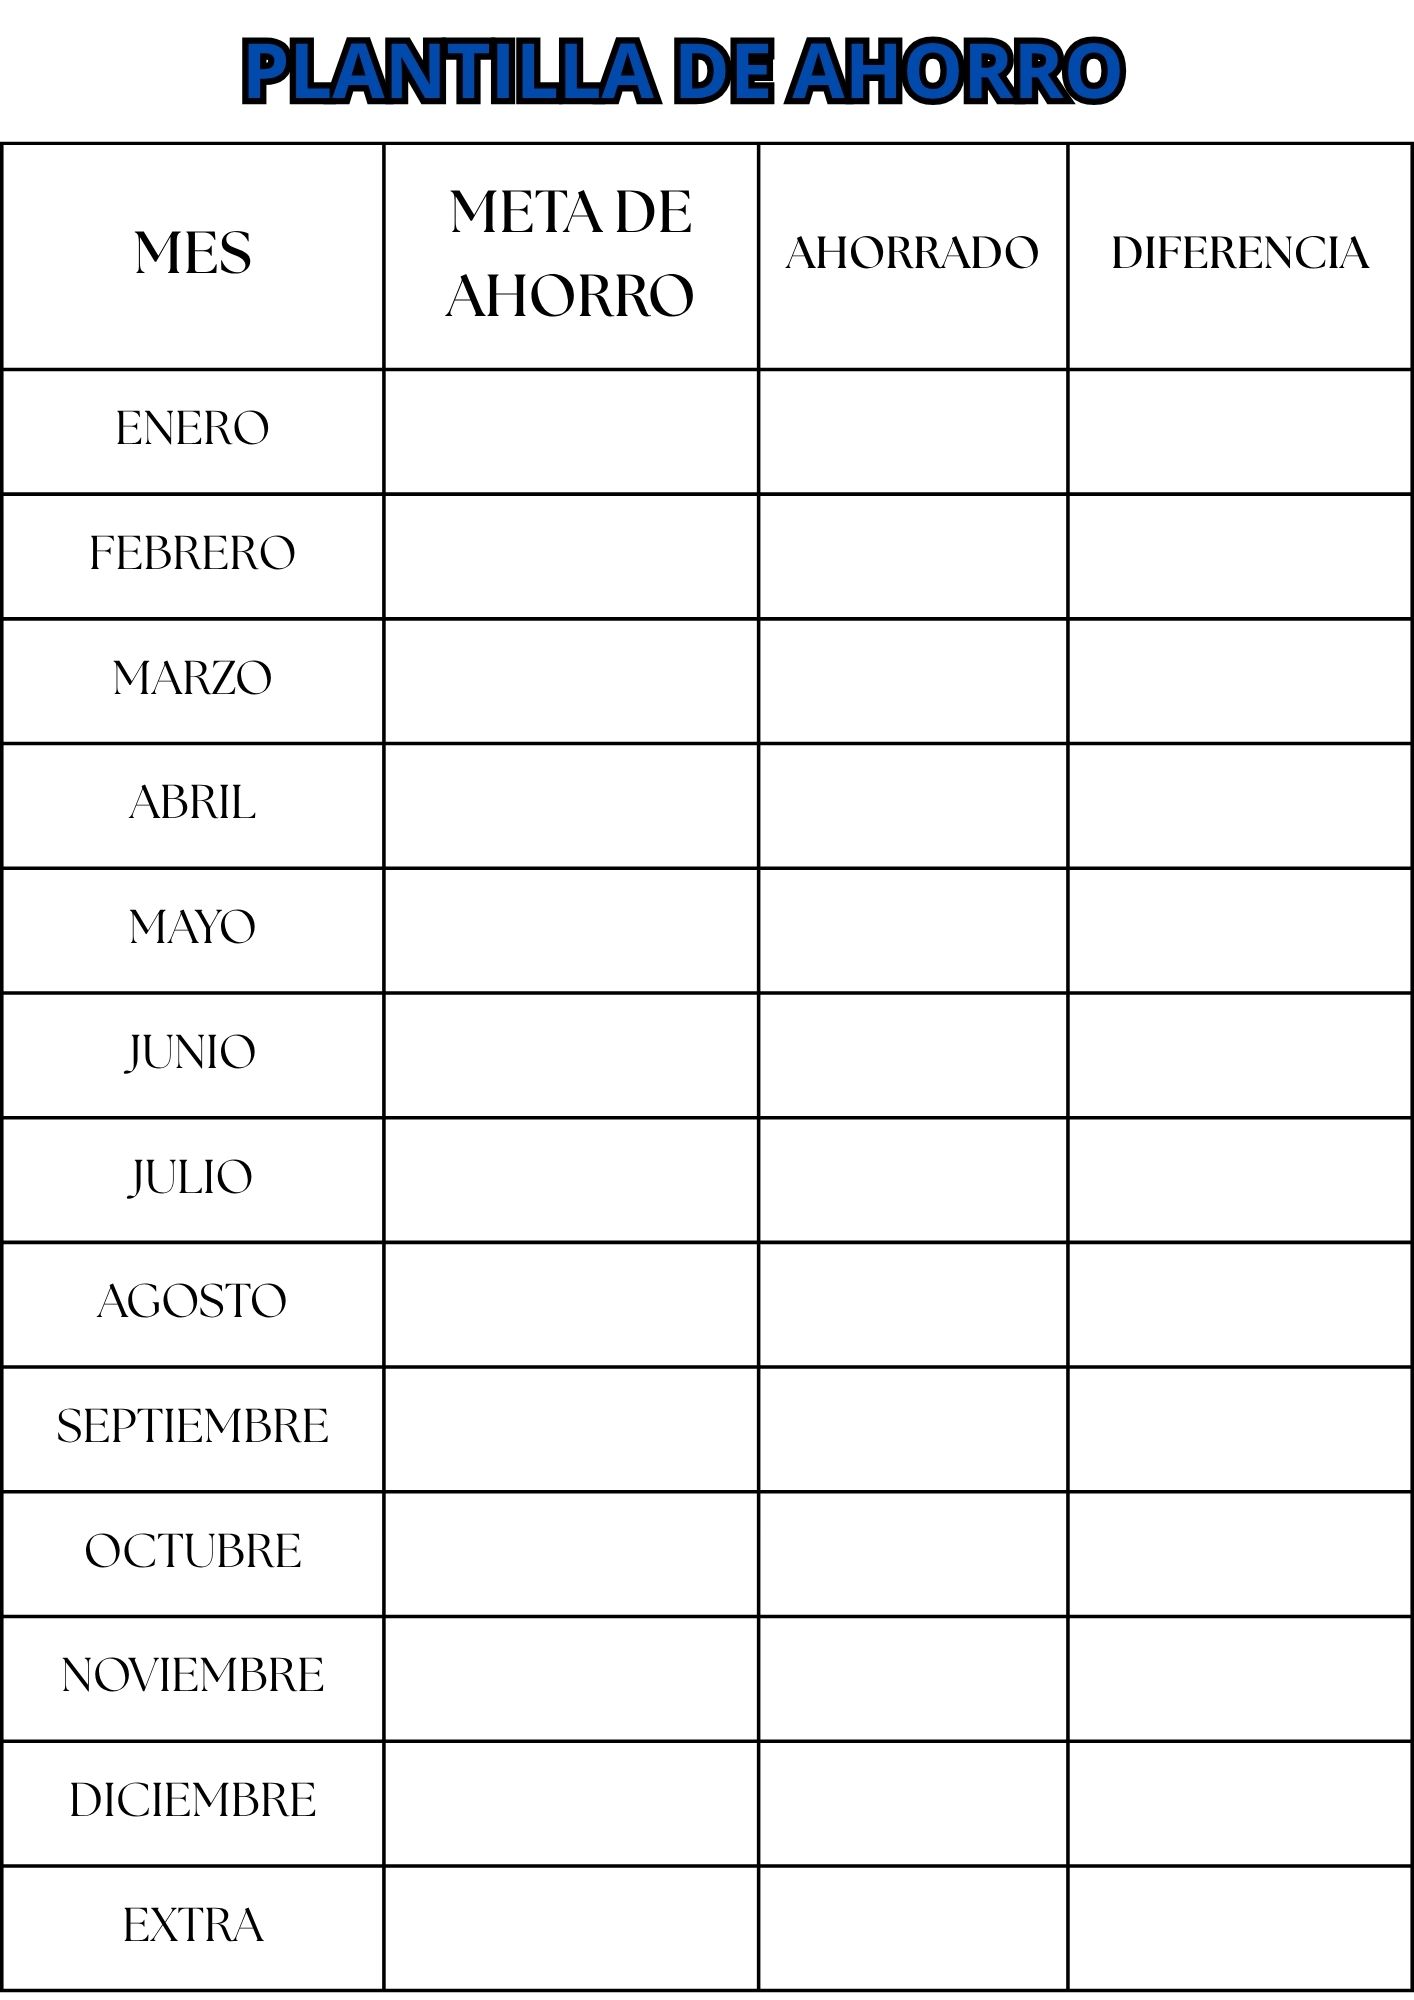 PLANTILLA DE AHORRO
MES
META DE
AHORRO
AHORRADO
DIFERENCIA
ENERO
FEBRERO
MARZO
ABRIL
MAYO
JUNIO
JULIO
AGOSTO
SEPTIEMBRE
OCTUBRE
NOVIEMBRE
DICIEMBRE
EXTRA